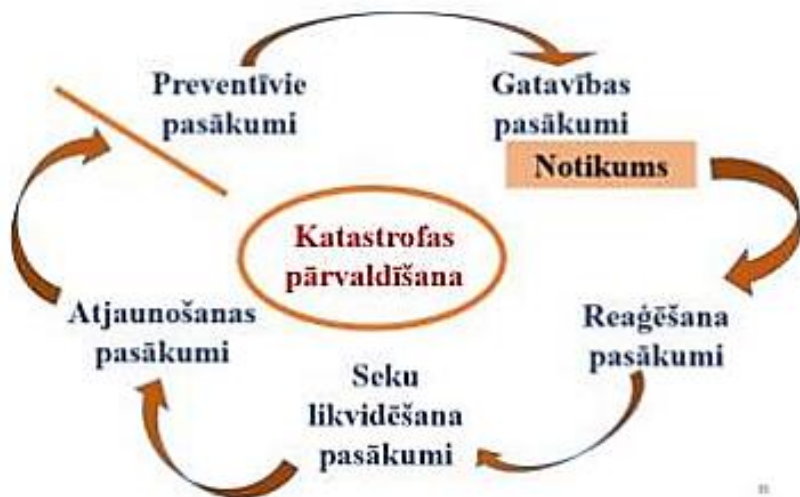 Preventīvie
pasākumi
Gatavības
pasākumi
Notikums
Katastrofas
pārvaldīšana
Reaģēšana
pasākumi
Seku
likvidēšana
pasākumi
Atjaunošanas
pasākumi